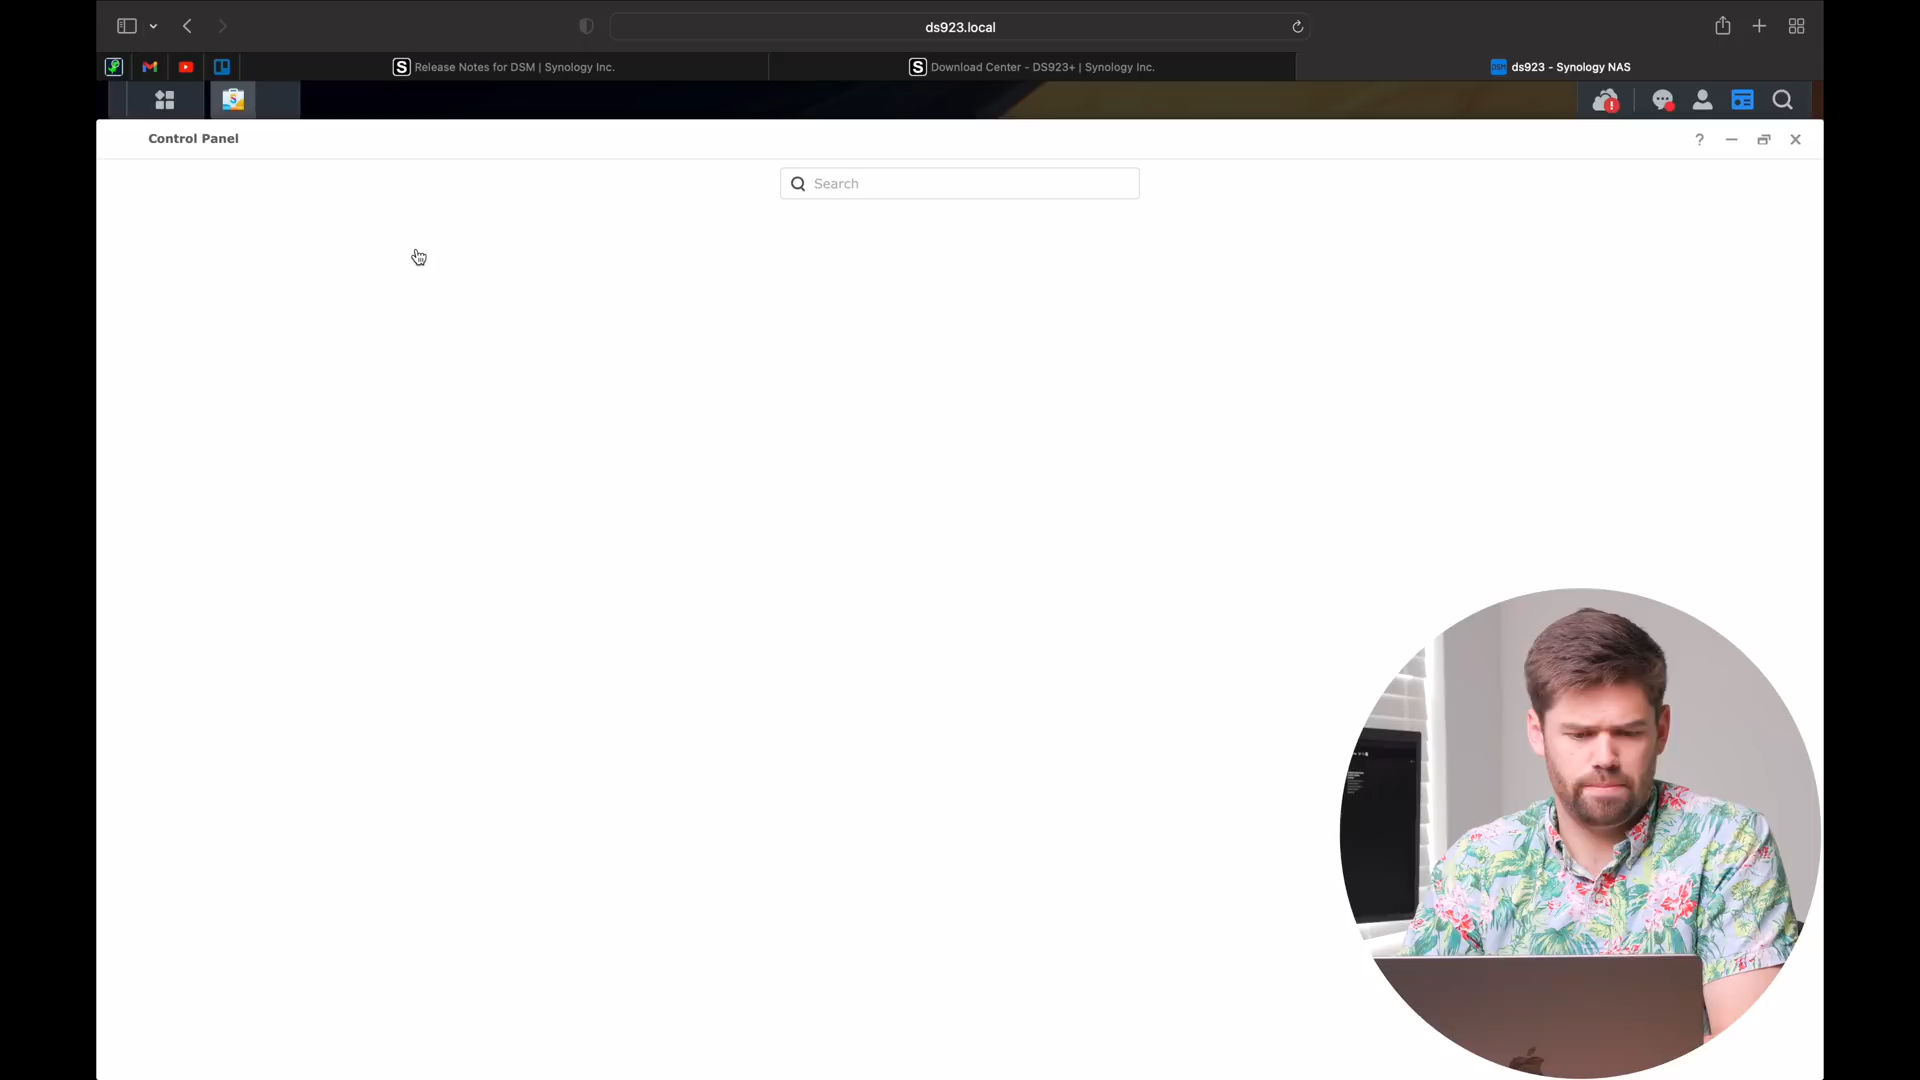 ds923.local
Release Notes for DSM | Synology Inc.
Download Center - DS923+ | Synology Inc.
ds923 - Synology NAS
Control Panel
Search